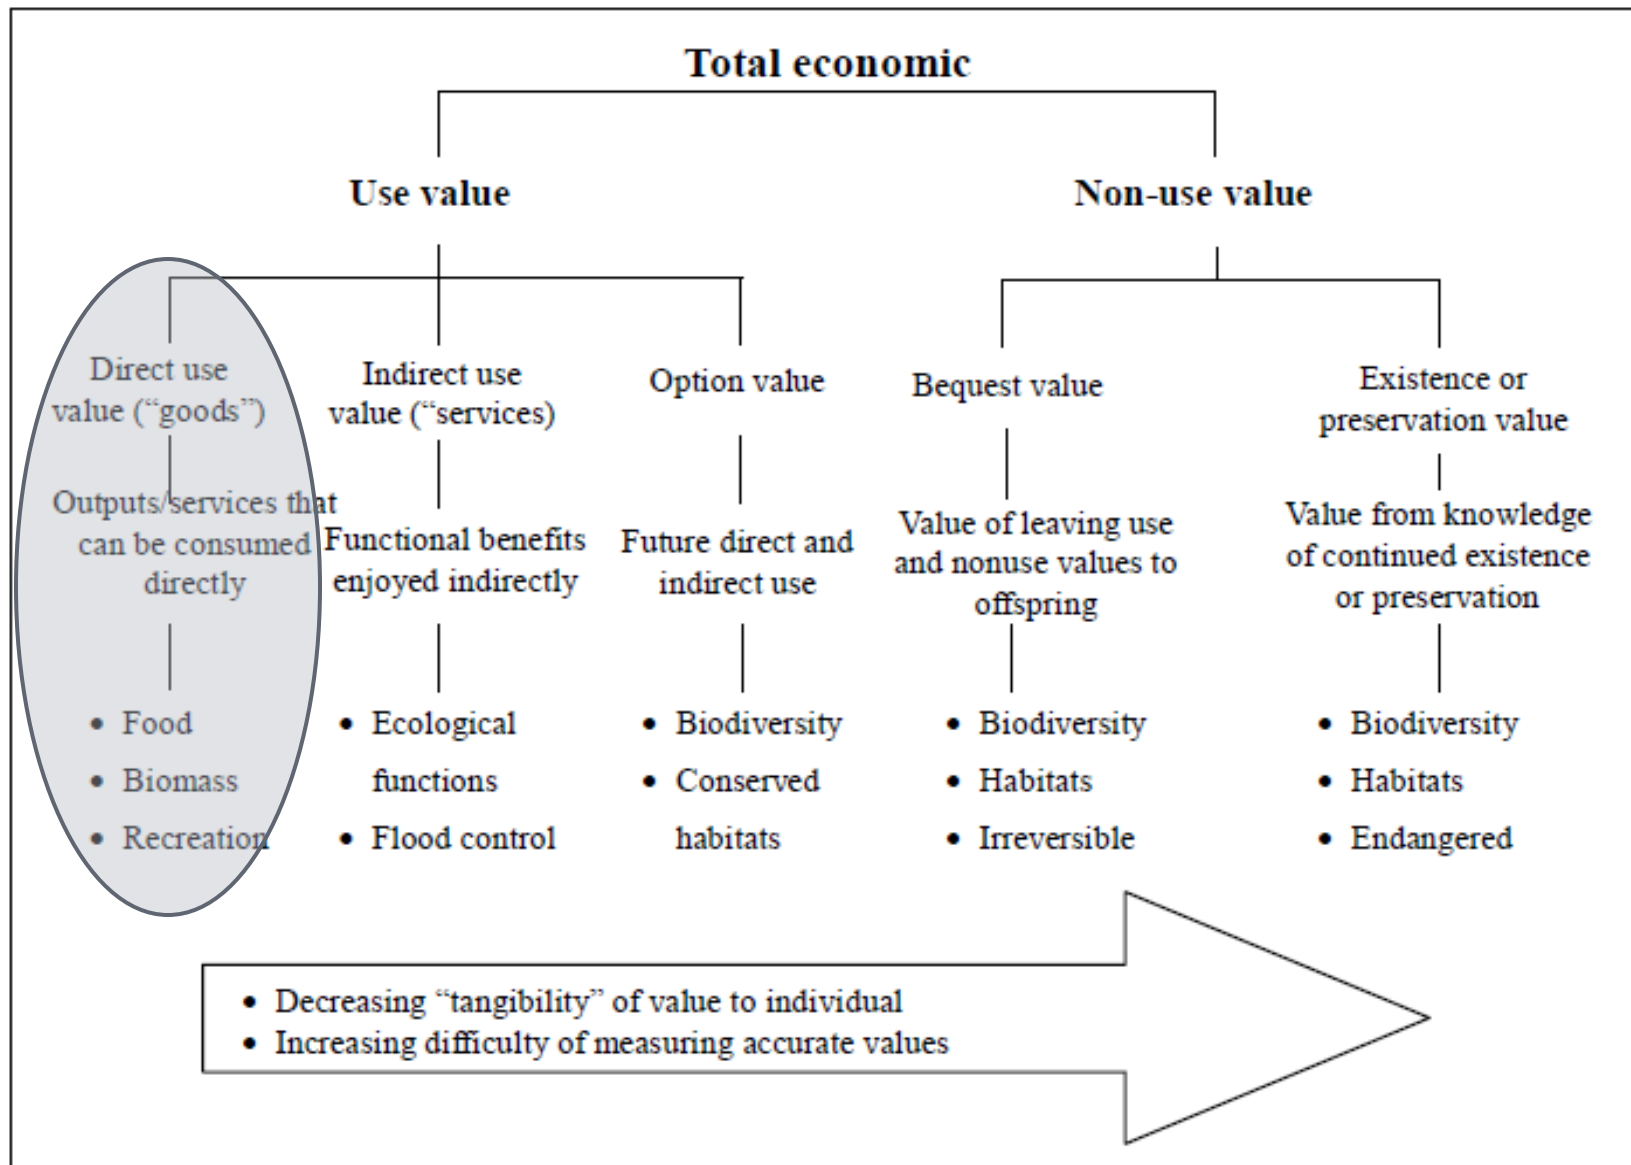 Total economic
Use value
Non-use value
Direct use
value (“goods”)
Indirect use
value (“services)
Option value
Bequest value
Existence or
preservation value
Outputs/services that
can be consumed
directly
Functional benefits
enjoyed indirectly
Future direct and
indirect use
Value of leaving use
and nonuse values to
offspring
Value from knowledge
of continued existence
or preservation
• Food
• Biomass
• Recreation
• Ecological
functions
• Flood control
• Biodiversity
• Conserved
habitats
• Biodiversity
• Habitats
• Irreversible
• Biodiversity
• Habitats
• Endangered
• Decreasing “tangibility” of value to individual
• Increasing difficulty of measuring accurate values